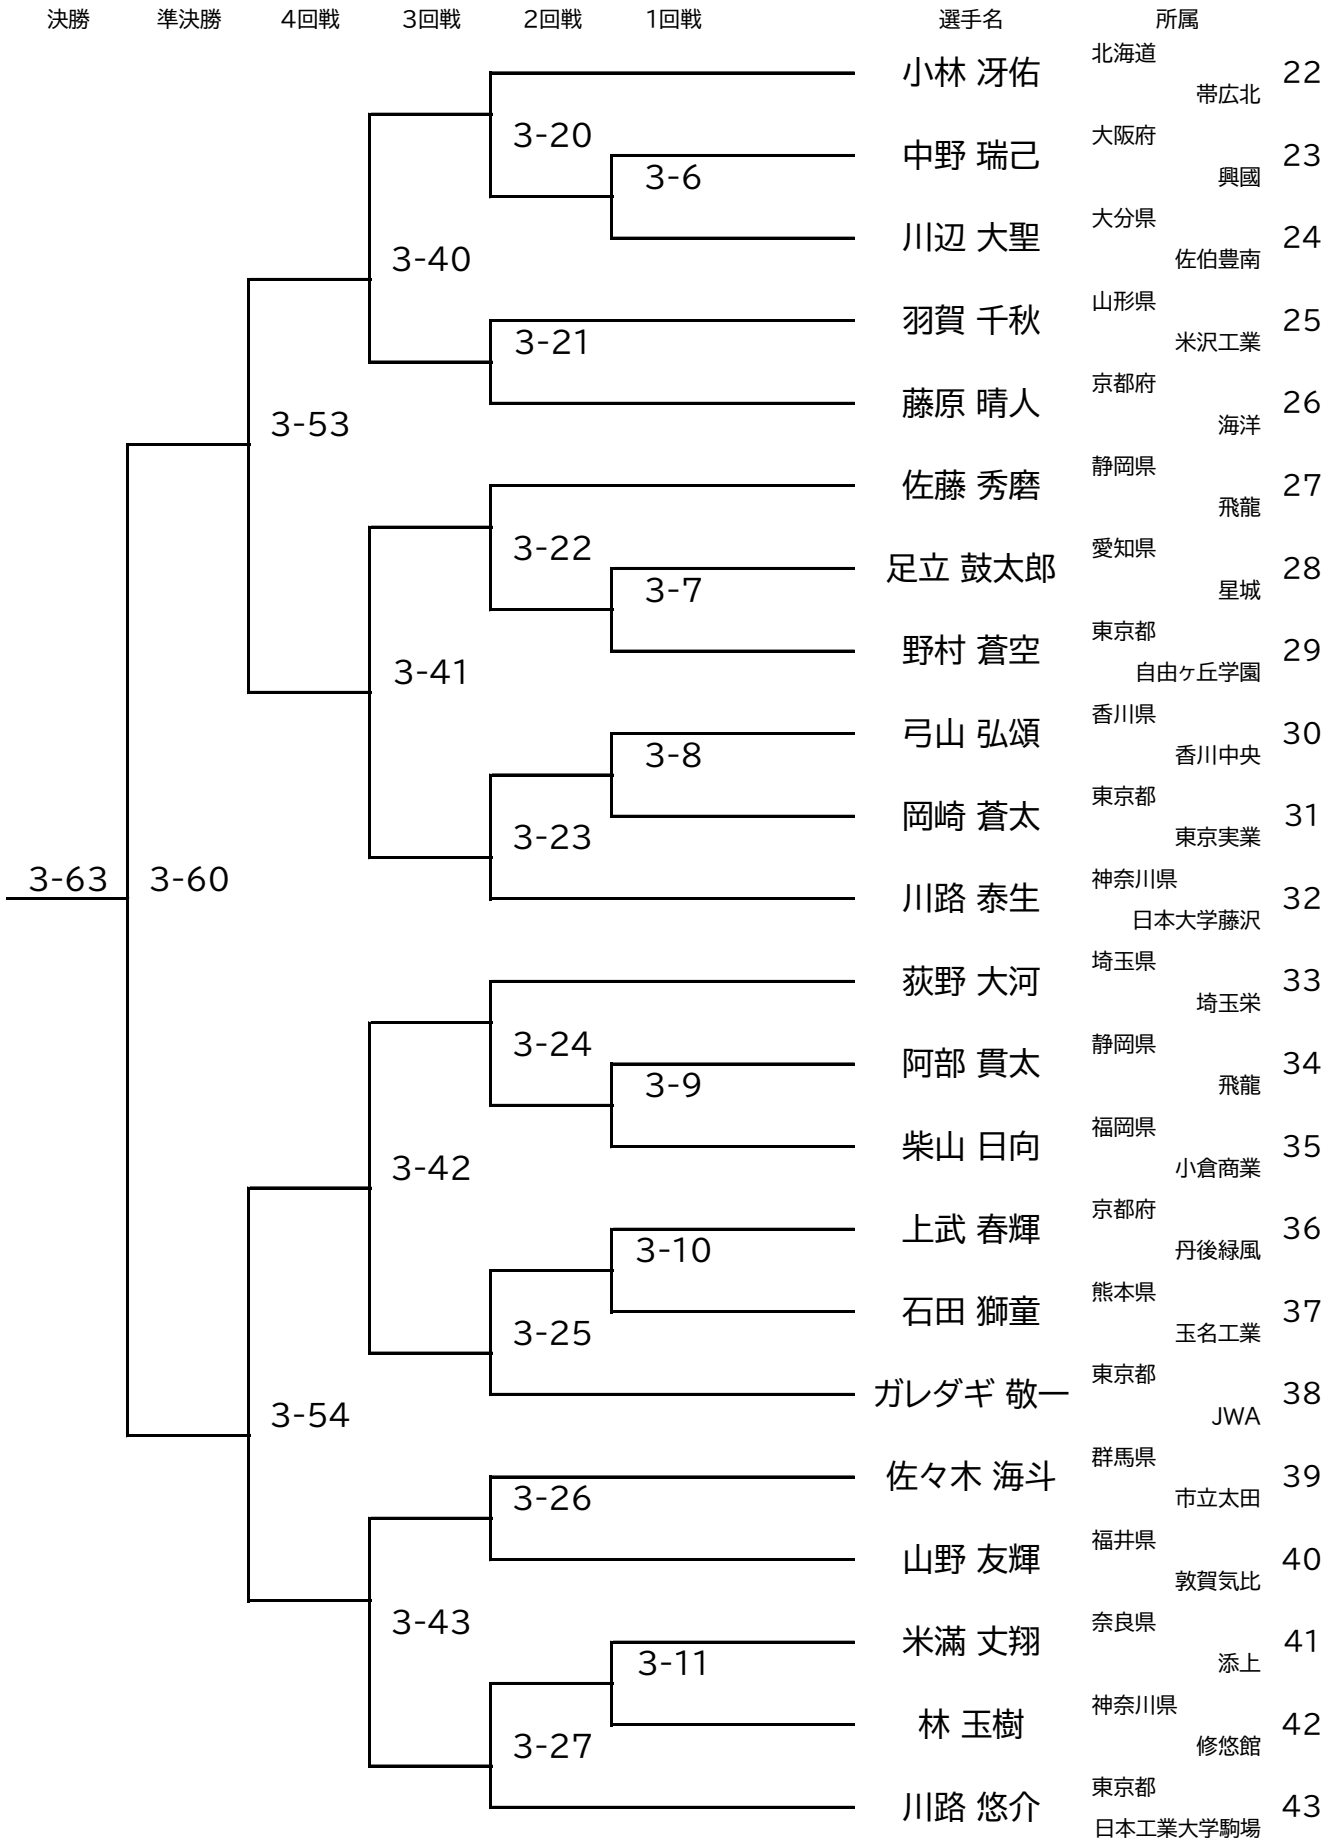 決勝 準決勝 4回戦 3回戦 2回戦 1回戦 選手名 所属
小林 冴佑 北海道 帯広北 22
3-20
中野 瑞己 大阪府 興國 23
3-6
川辺 大聖 大分県 佐伯豊南 24
3-40
羽賀 千秋 山形県 米沢工業 25
3-21
藤原 晴人 京都府 海洋 26
3-53
佐藤 秀磨 静岡県 飛龍 27
3-22
足立 鼓太郎 愛知県 星城 28
3-7
野村 蒼空 東京都 自由ヶ丘学園 29
3-41
弓山 弘頌 香川県 香川中央 30
3-8
岡崎 蒼太 東京都 東京実業 31
3-23
3-63 3-60
川路 泰生 神奈川県 日本大学藤沢 32
荻野 大河 埼玉県 埼玉栄 33
3-24
阿部 貫太 静岡県 飛龍 34
3-9
柴山 日向 福岡県 小倉商業 35
3-42
上武 春輝 京都府 丹後緑風 36
3-10
石田 獅童 熊本県 玉名工業 37
3-25
ガレダギ 敬一 東京都 JWA 38
3-54
佐々木 海斗 群馬県 市立太田 39
3-26
山野 友輝 福井県 敦賀気比 40
3-43
米滿 丈翔 奈良県 添上 41
3-11
林 玉樹 神奈川県 修悠館 42
3-27
川路 悠介 東京都 日本工業大学駒場 43